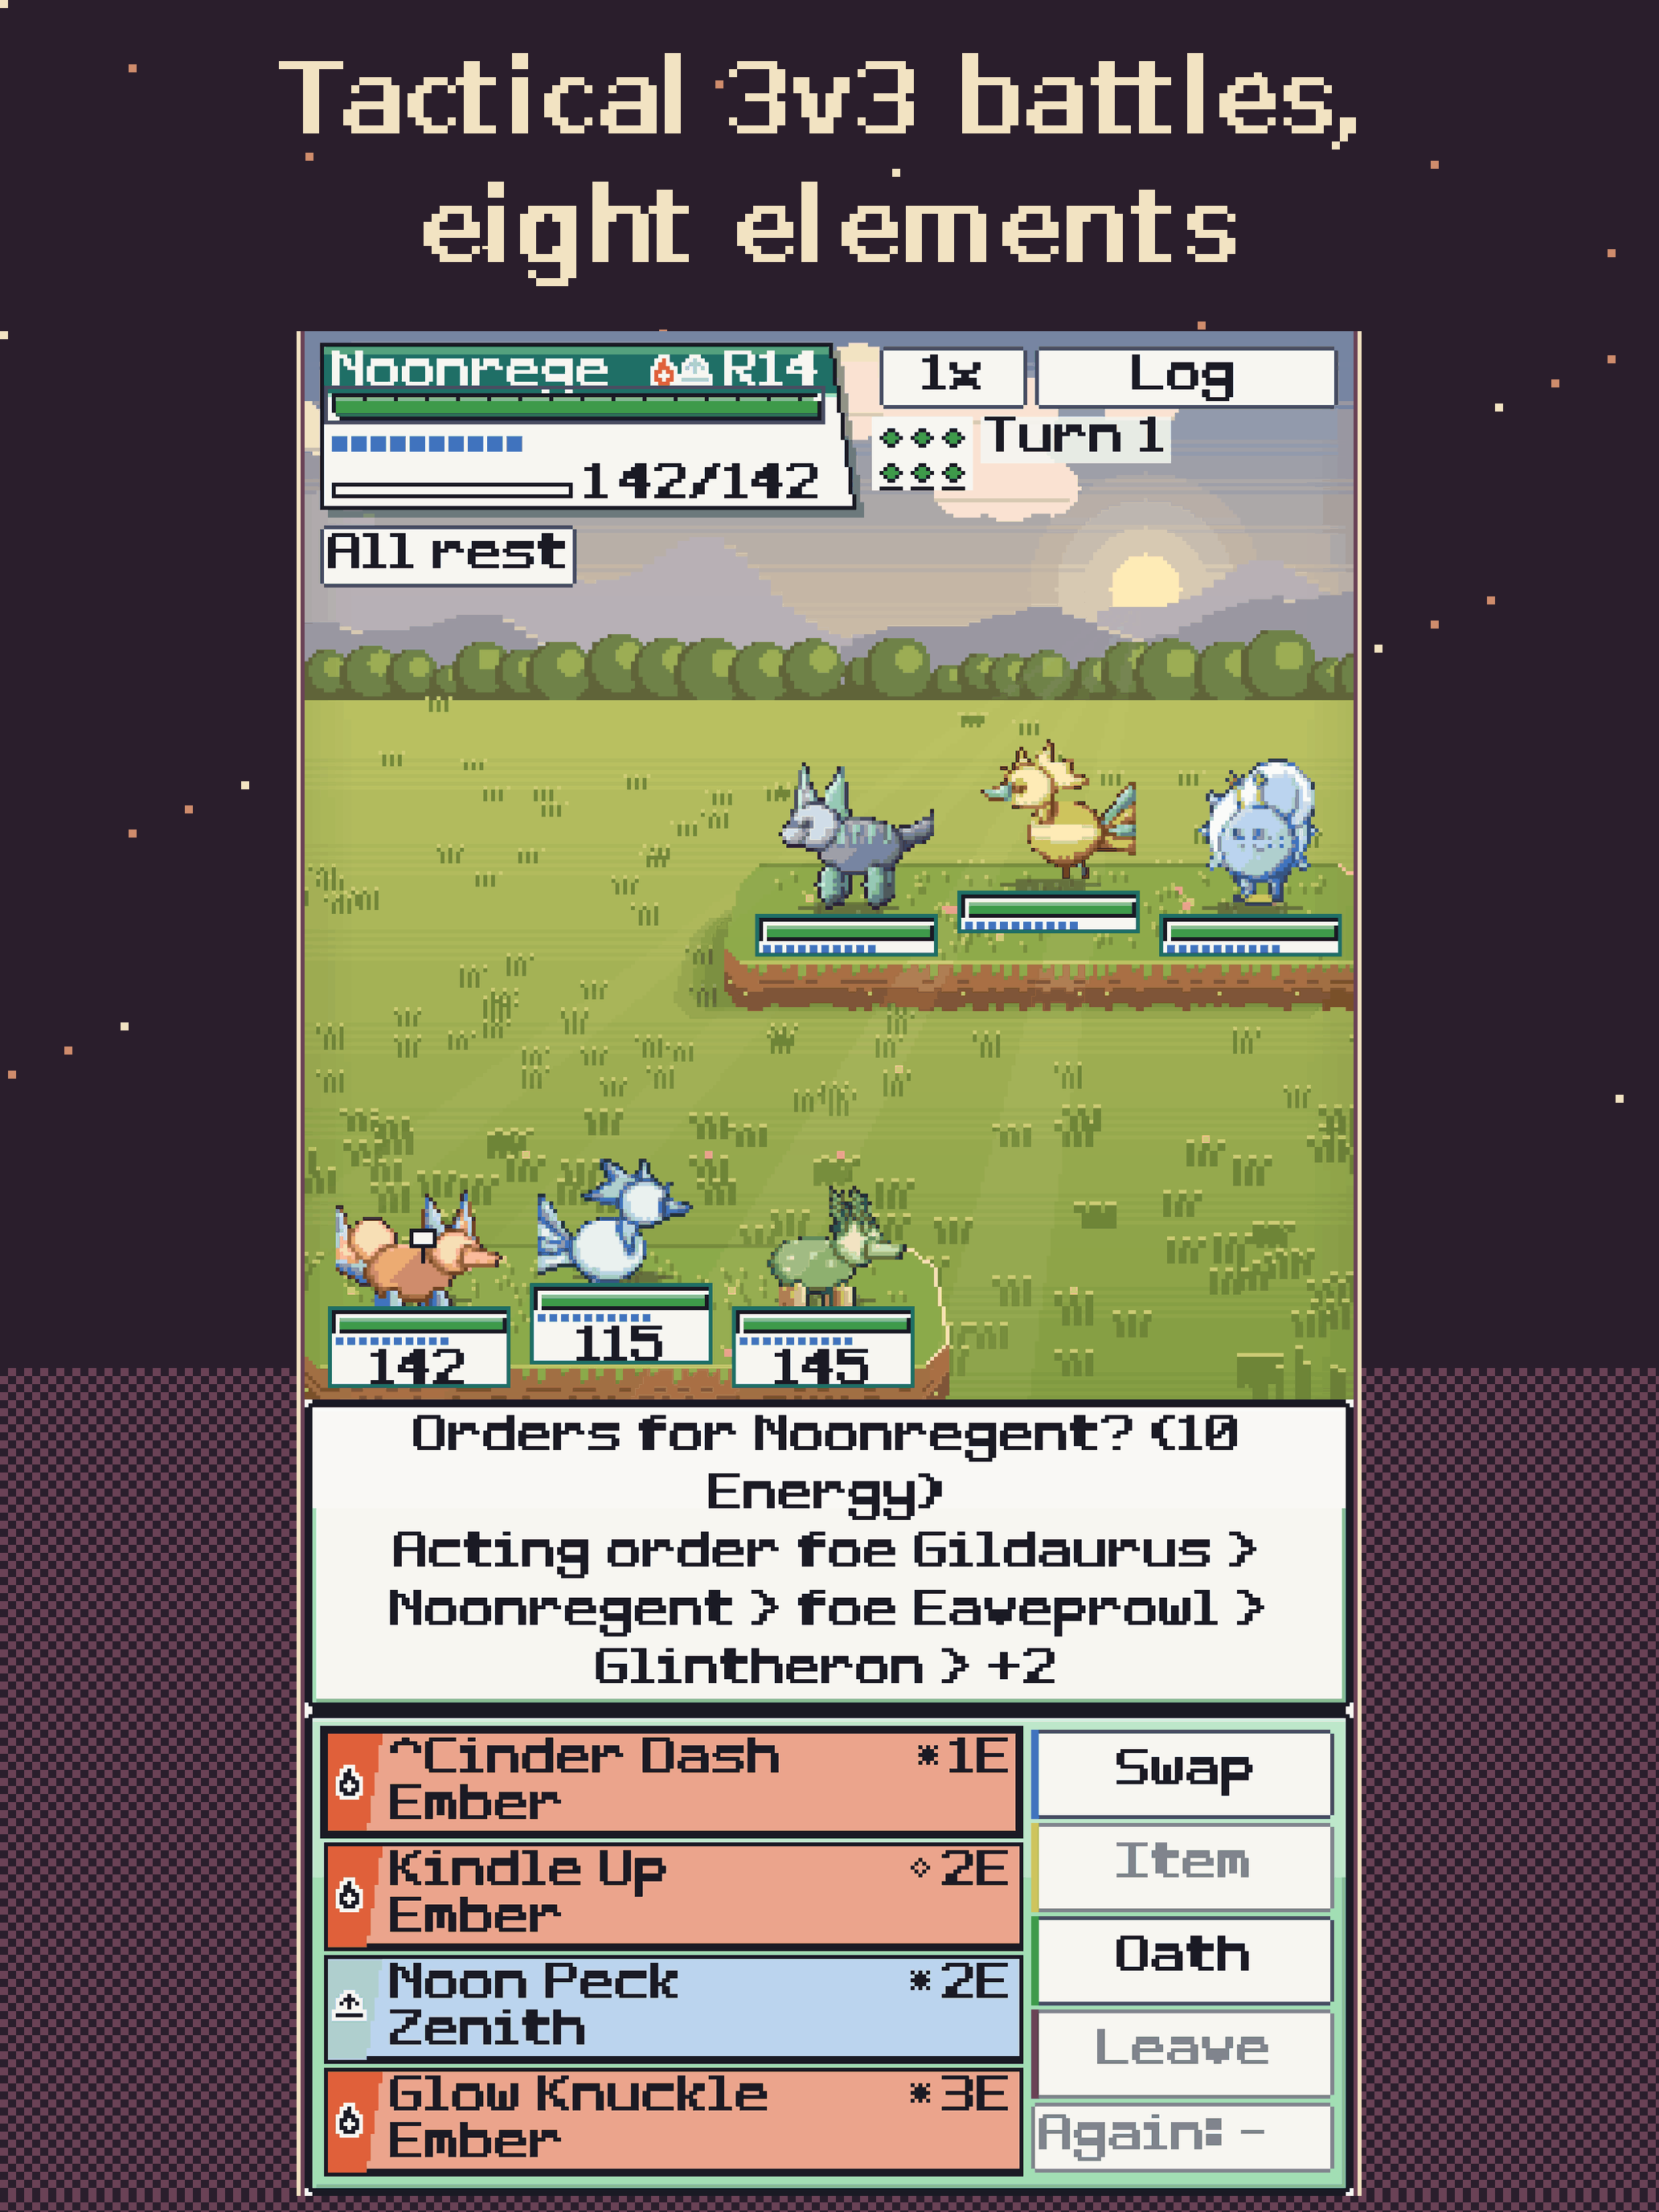 Tactical 3v3 battles,
eight elements
Noonrege R14
1x
Log
Turn 1
142/142
All rest
142
115
145
Orders for Noonregent? (10
Energy)
Acting order foe Gildaurus >
Noonregent > foe Eaveprowl >
Glintheron > +2
^Cinder Dash *1E
Ember
Swap
Kindle Up ◇2E
Ember
Item
Noon Peck *2E
Zenith
Oath
Glow Knuckle *3E
Ember
Leave
Again: -